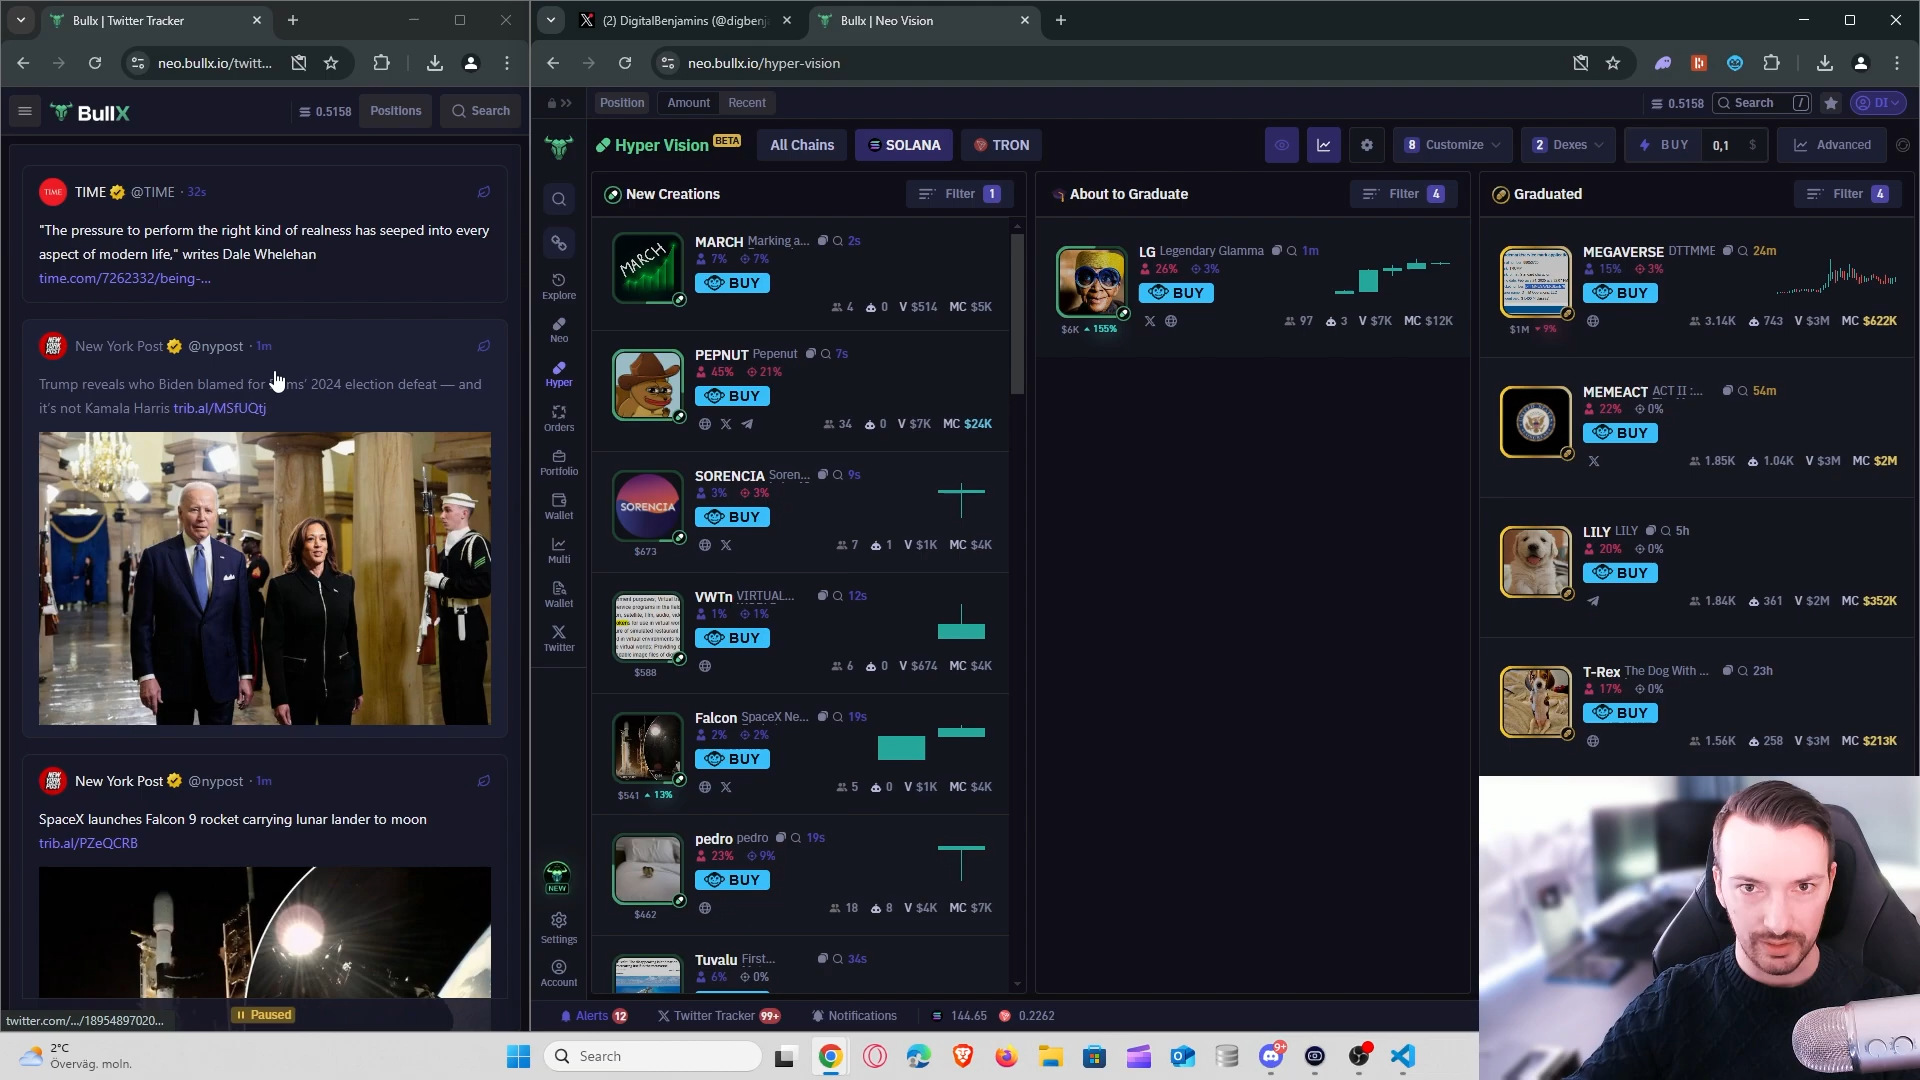 Bullx | Twitter Tracker
(2) DigitalBenjamins (@digbenj
Bullx | Neo Vision
neo.bullx.io/twitt...
neo.bullx.io/hyper-vision
BullX
0.5158
Positions
Search
TIME @TIME · 32s
"The pressure to perform the right kind of realness has seeped into every
aspect of modern life," writes Dale Whelehan
time.com/7262332/being-...
New York Post @nypost · 1m
Trump reveals who Biden blamed for 2024 election defeat — and
it's not Kamala Harris trib.al/MSfUQtj
New York Post @nypost · 1m
SpaceX launches Falcon 9 rocket carrying lunar lander to moon
trib.al/PZeQCRB
Paused
twitter.com/.../18954897020...
Position
Amount
Recent
0.5158
Search
/
DI
Hyper Vision BETA
All Chains
SOLANA
TRON
8 Customize
2 Dexes
BUY
0,1
$
Advanced
Explore
Neo
Hyper
Orders
Portfolio
Wallet
Multi
Wallet
Twitter
NEW
Settings
Account
New Creations
Filter 1
MARCH
MARCH Marking a... 2s
7% 7%
BUY
4 0 V $514 MC $5K
PEPNUT Pepenut 7s
45% 21%
BUY
34 0 V $7K MC $24K
SORENCIA
SORENCIA Soren... 9s
3% 3%
BUY
$673
7 1 V $1K MC $4K
VWTn VIRTUAL... 12s
1% 1%
BUY
$588
6 0 V $674 MC $4K
Falcon SpaceX Ne... 19s
2% 2%
BUY
$541 13%
5 0 V $1K MC $4K
pedro pedro 19s
23% 9%
BUY
$462
18 8 V $4K MC $7K
Tuvalu First... 34s
6% 0%
About to Graduate
Filter 4
LG Legendary Glamma 1m
26% 3%
BUY
$6K 155%
97 3 V $7K MC $12K
Graduated
Filter 4
MEGAVERSE DTTMME 24m
15% 3%
BUY
$1M 9%
3.14K 743 V $3M MC $622K
MEMEACT ACT II :... 54m
22% 0%
BUY
1.85K 1.04K V $3M MC $2M
LILY LILY 5h
20% 0%
BUY
1.84K 361 V $2M MC $352K
T-Rex The Dog With ... 23h
17% 0%
BUY
1.56K 258 V $3M MC $213K
Alerts 12
Twitter Tracker 99+
Notifications
144.65
0.2262
2°C
Överväg. moln.
Search
9+